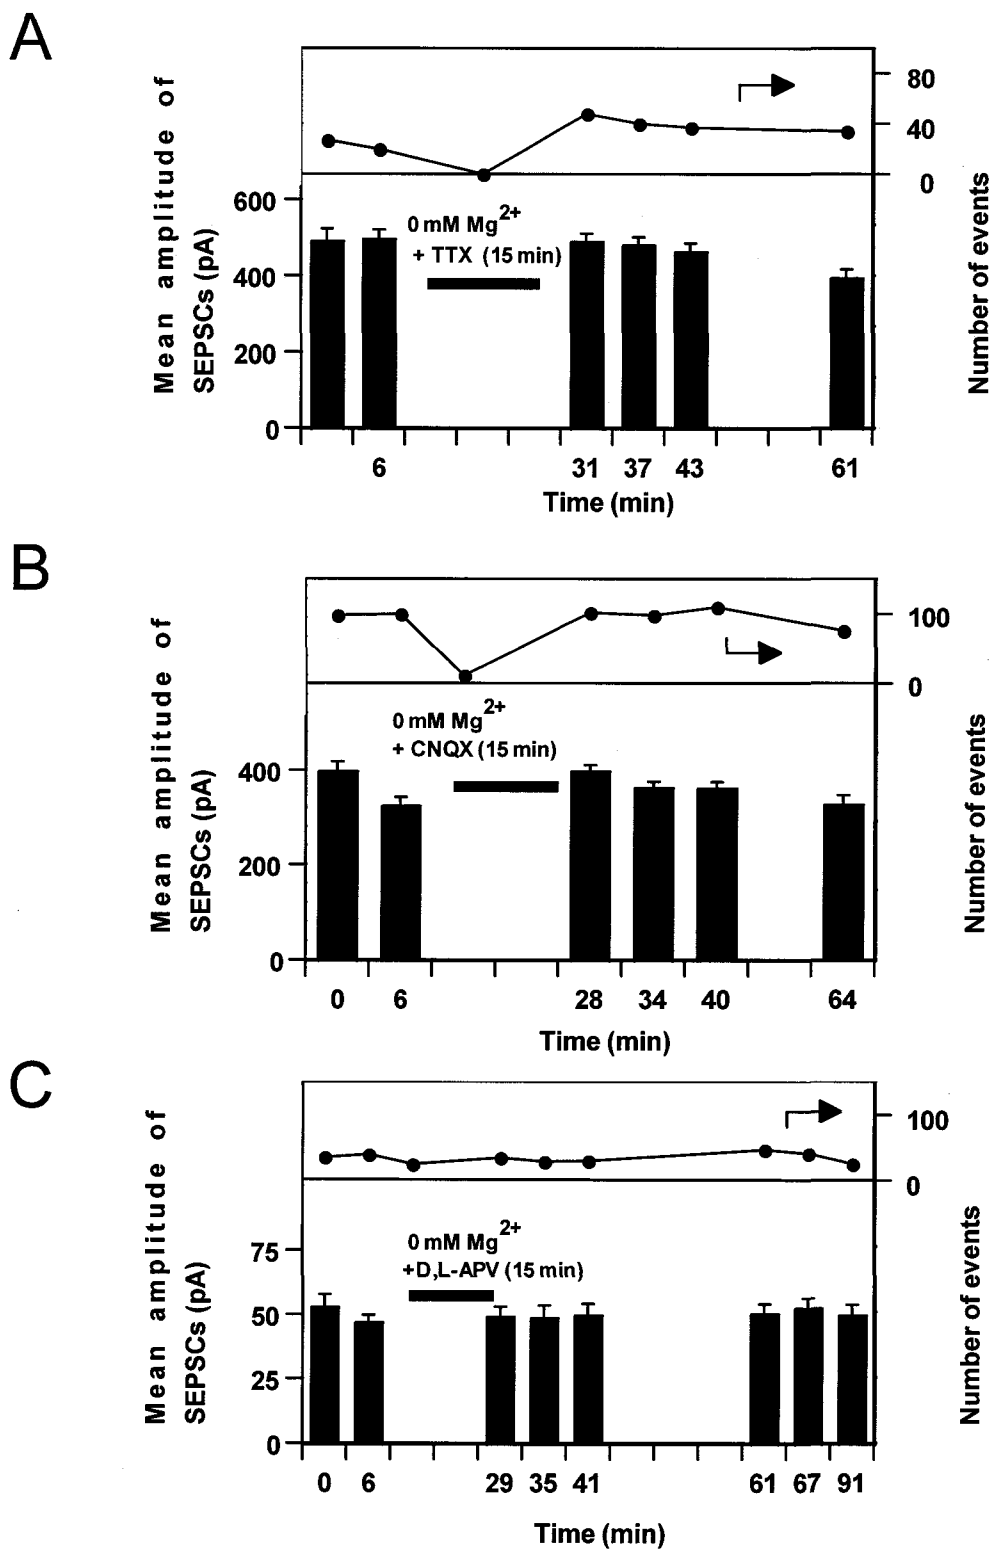 A
Mean amplitude of
SEPSCs (pA)
Number of events
80
40
0
600
400
200
0
0 mM Mg2+
+ TTX (15 min)
6 31 37 43 61
Time (min)
B
Mean amplitude of
SEPSCs (pA)
Number of events
100
0
400
200
0
0 mM Mg2+
+ CNQX (15 min)
0 6 28 34 40 64
Time (min)
C
Mean amplitude of
SEPSCs (pA)
Number of events
100
0
75
50
25
0
0 mM Mg2+
+D,L-APV (15 min)
0 6 29 35 41 61 67 91
Time (min)